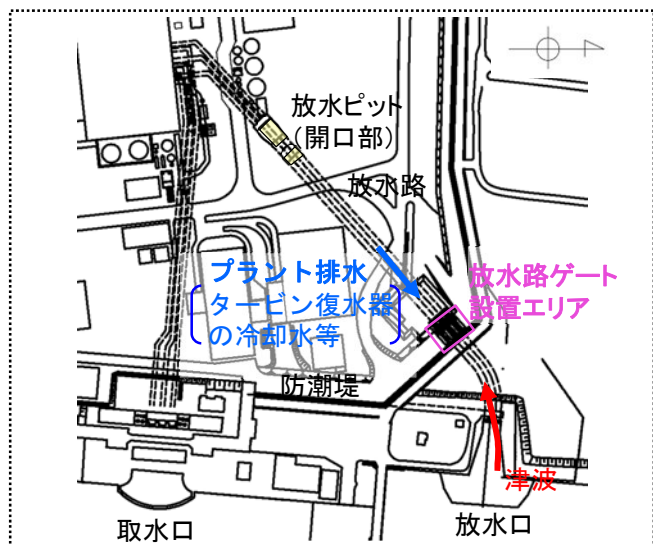 放水ピット
（開口部）
放水路
プラント排水
タービン復水器
の冷却水等
放水路ゲート
設置エリア
防潮堤
津波
取水口
放水口